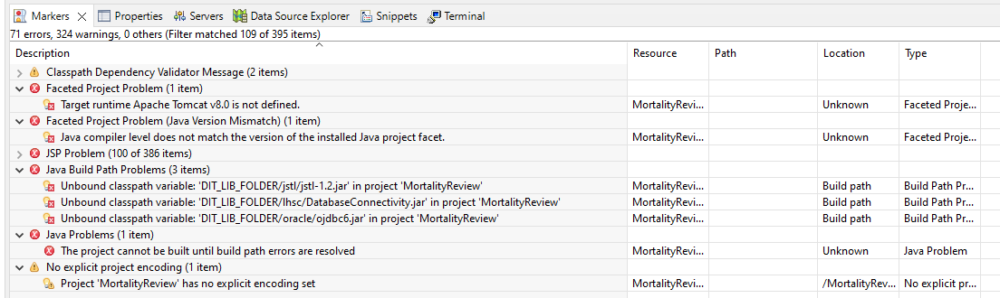 Markers Properties Servers Data Source Explorer Snippets Terminal
71 errors, 324 warnings, 0 others (Filter matched 109 of 395 items)
Description Resource Path Location Type
Classpath Dependency Validator Message (2 items)
Faceted Project Problem (1 item)
Target runtime Apache Tomcat v8.0 is not defined. MortalityRevi... Unknown Faceted Proje...
Faceted Project Problem (Java Version Mismatch) (1 item)
Java compiler level does not match the version of the installed Java project facet. MortalityRevi... Unknown Faceted Proje...
JSP Problem (100 of 386 items)
Java Build Path Problems (3 items)
Unbound classpath variable: 'DIT_LIB_FOLDER/jstl/jstl-1.2.jar' in project 'MortalityReview' MortalityRevi... Build path Build Path Pr...
Unbound classpath variable: 'DIT_LIB_FOLDER/lhsc/DatabaseConnectivity.jar' in project 'MortalityReview' MortalityRevi... Build path Build Path Pr...
Unbound classpath variable: 'DIT_LIB_FOLDER/oracle/ojdbc6.jar' in project 'MortalityReview' MortalityRevi... Build path Build Path Pr...
Java Problems (1 item)
The project cannot be built until build path errors are resolved MortalityRevi... Unknown Java Problem
No explicit project encoding (1 item)
Project 'MortalityReview' has no explicit encoding set MortalityRevi... /MortalityRev... No explicit pr...